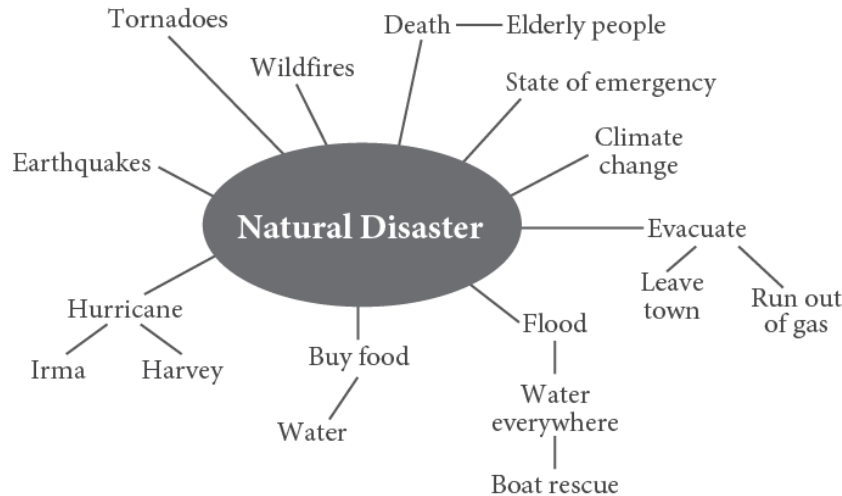 Tornadoes
Death
Elderly people
Wildfires
State of emergency
Climate
change
Earthquakes
Natural Disaster
Evacuate
Leave
town
Run out
of gas
Hurricane
Irma
Harvey
Buy food
Water
Flood
Water
everywhere
Boat rescue